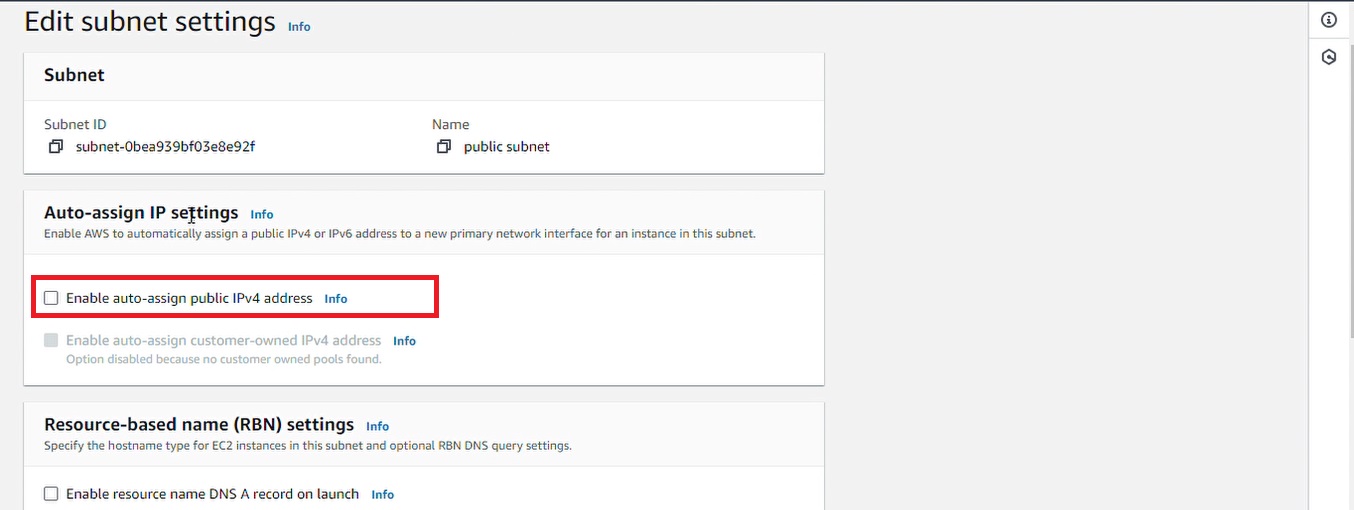 Edit subnet settings Info
Subnet
Subnet ID
subnet-0bea939bf03e8e92f
Name
public subnet
Auto-assign IP settings Info
Enable AWS to automatically assign a public IPv4 or IPv6 address to a new primary network interface for an instance in this subnet.
Enable auto-assign public IPv4 address Info
Enable auto-assign customer-owned IPv4 address Info
Option disabled because no customer owned pools found.
Resource-based name (RBN) settings Info
Specify the hostname type for EC2 instances in this subnet and optional RBN DNS query settings.
Enable resource name DNS A record on launch Info